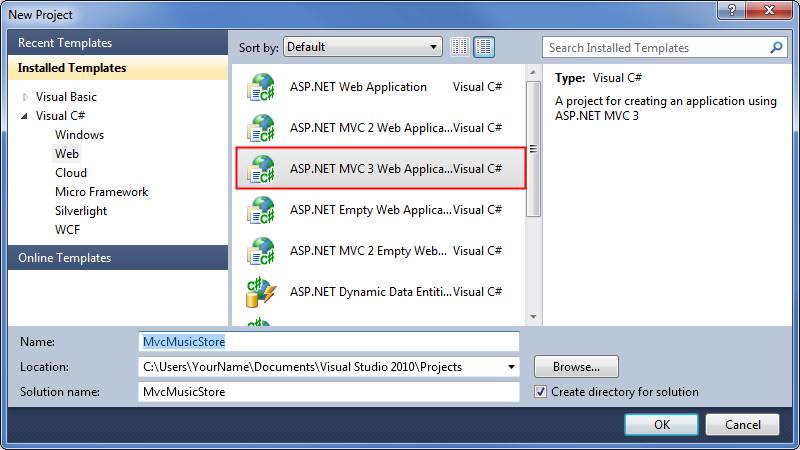 New Project
Recent Templates
Installed Templates
Visual Basic
Visual C#
Windows
Web
Cloud
Micro Framework
Silverlight
WCF
Online Templates
Sort by: Default
Search Installed Templates
ASP.NET Web Application Visual C#
ASP.NET MVC 2 Web Applica... Visual C#
ASP.NET MVC 3 Web Applica... Visual C#
ASP.NET Empty Web Applica... Visual C#
ASP.NET MVC 2 Empty Web... Visual C#
ASP.NET Dynamic Data Entiti... Visual C#
Type: Visual C#
A project for creating an application using
ASP.NET MVC 3
Name: MvcMusicStore
Location: C:\Users\YourName\Documents\Visual Studio 2010\Projects
Browse...
Solution name: MvcMusicStore
Create directory for solution
OK
Cancel